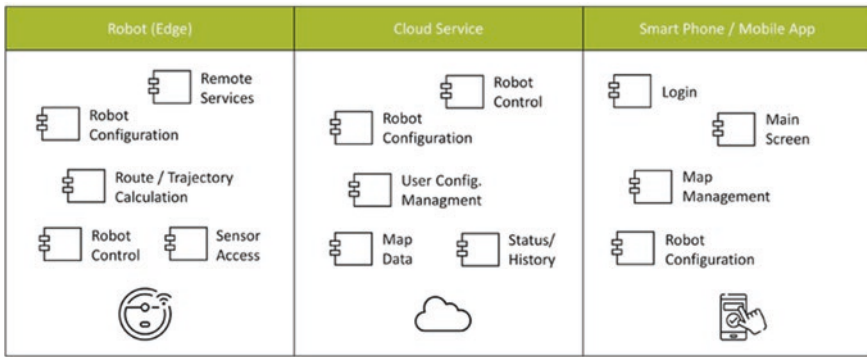 Robot (Edge)
Cloud Service
Smart Phone / Mobile App
Remote
Services
Robot
Configuration
Route / Trajectory
Calculation
Robot
Control
Sensor
Access
Robot
Control
Robot
Configuration
User Config.
Managment
Map
Data
Status/
History
Login
Main
Screen
Map
Management
Robot
Configuration